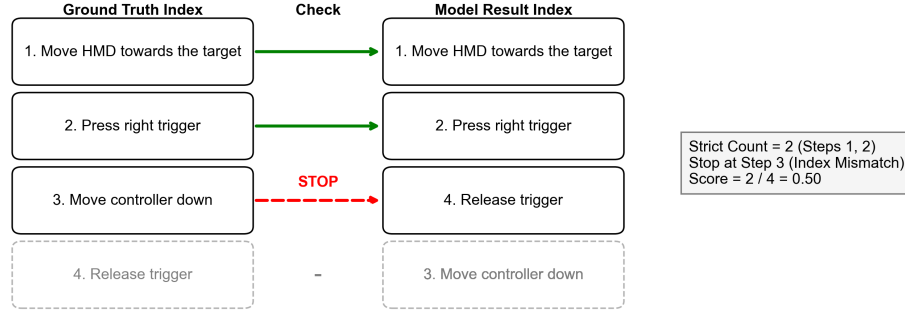 Ground Truth Index Check Model Result Index
1. Move HMD towards the target 1. Move HMD towards the target
2. Press right trigger 2. Press right trigger
STOP
3. Move controller down 4. Release trigger
4. Release trigger – 3. Move controller down
Strict Count = 2 (Steps 1, 2)
Stop at Step 3 (Index Mismatch)
Score = 2 / 4 = 0.50